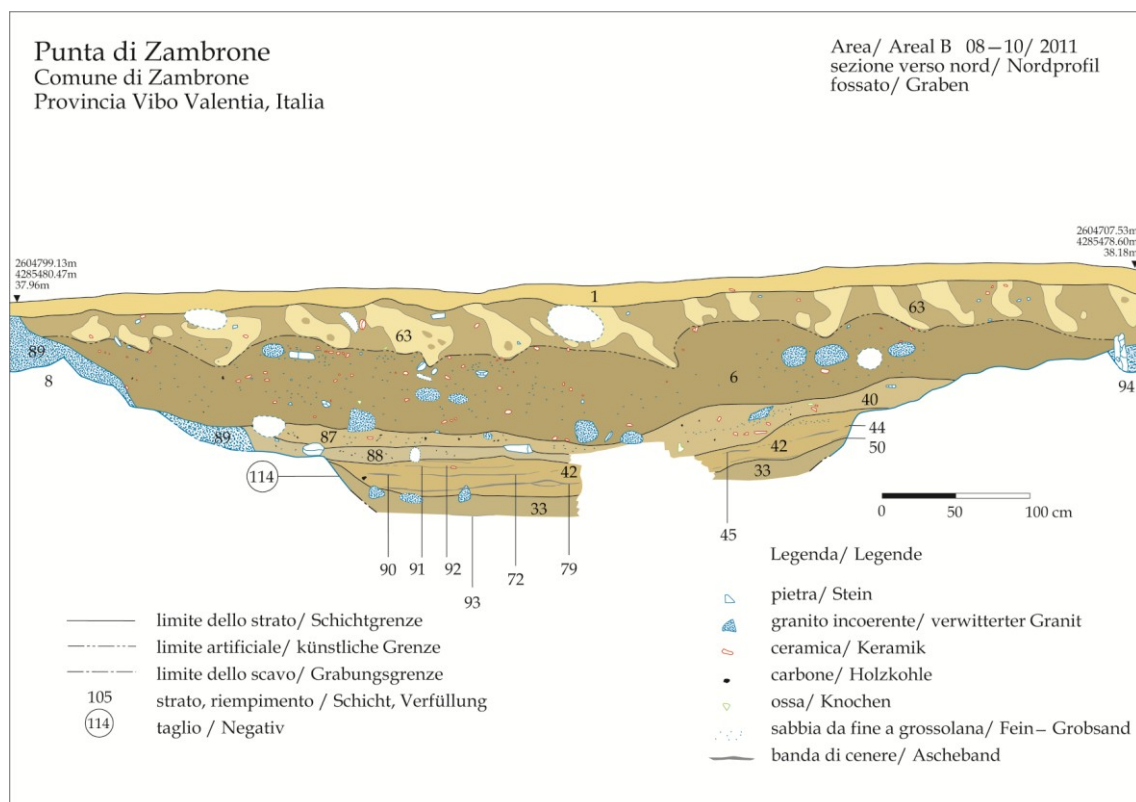 Punta di Zambrone
Comune di Zambrone
Provincia Vibo Valentia, Italia
Area/ Areal B 08–10/ 2011
sezione verso nord/ Nordprofil
fossato/ Graben
2604799.13m
4285480.47m
37.96m
2604707.53m
4285478.60m
38.18m
1
63
63
89
8
6
94
40
87
89
44
42
50
88
114
42
33
33
45
90
91
92
72
79
93
0 50 100 cm
Legenda/ Legende
pietra/ Stein
granito incoerente/ verwitterter Granit
ceramica/ Keramik
carbone/ Holzkohle
ossa/ Knochen
sabbia da fine a grossolana/ Fein– Grobsand
banda di cenere/ Ascheband
limite dello strato/ Schichtgrenze
limite artificiale/ künstliche Grenze
limite dello scavo/ Grabungsgrenze
105 strato, riempimento / Schicht, Verfüllung
114 taglio / Negativ